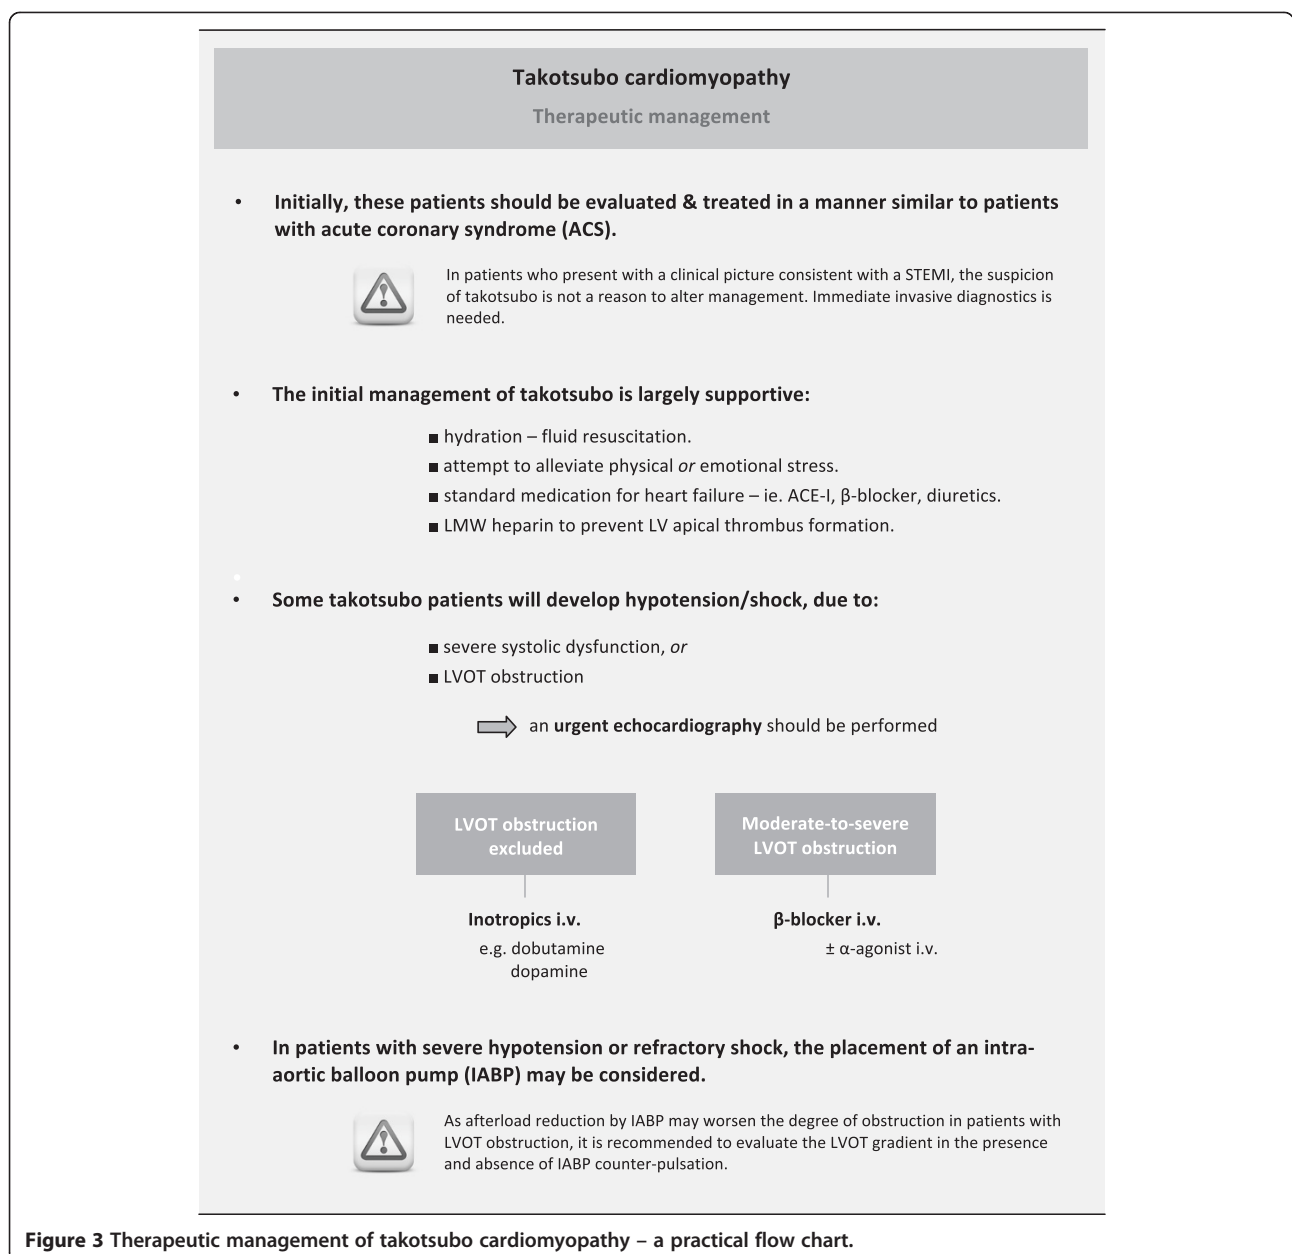 Takotsubo cardiomyopathy
Therapeutic management
• Initially, these patients should be evaluated & treated in a manner similar to patients
with acute coronary syndrome (ACS).
In patients who present with a clinical picture consistent with a STEMI, the suspicion
of takotsubo is not a reason to alter management. Immediate invasive diagnostics is
needed.
• The initial management of takotsubo is largely supportive:
■ hydration – fluid resuscitation.
■ attempt to alleviate physical or emotional stress.
■ standard medication for heart failure – ie. ACE-I, β-blocker, diuretics.
■ LMW heparin to prevent LV apical thrombus formation.
• Some takotsubo patients will develop hypotension/shock, due to:
■ severe systolic dysfunction, or
■ LVOT obstruction
an urgent echocardiography should be performed
LVOT obstruction
excluded
Inotropics i.v.
e.g. dobutamine
dopamine
Moderate-to-severe
LVOT obstruction
β-blocker i.v.
± α-agonist i.v.
• In patients with severe hypotension or refractory shock, the placement of an intra-
aortic balloon pump (IABP) may be considered.
As afterload reduction by IABP may worsen the degree of obstruction in patients with
LVOT obstruction, it is recommended to evaluate the LVOT gradient in the presence
and absence of IABP counter-pulsation.
Figure 3 Therapeutic management of takotsubo cardiomyopathy – a practical flow chart.